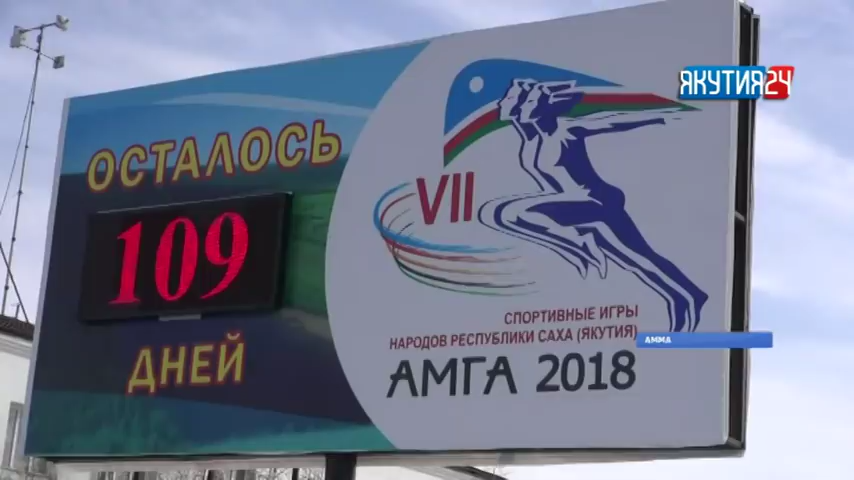 ЯКУТИЯ24
ОСТАЛОСЬ
109
ДНЕЙ
VII
СПОРТИВНЫЕ ИГРЫ
НАРОДОВ РЕСПУБЛИКИ САХА (ЯКУТИЯ)
АМГА 2018
АММА